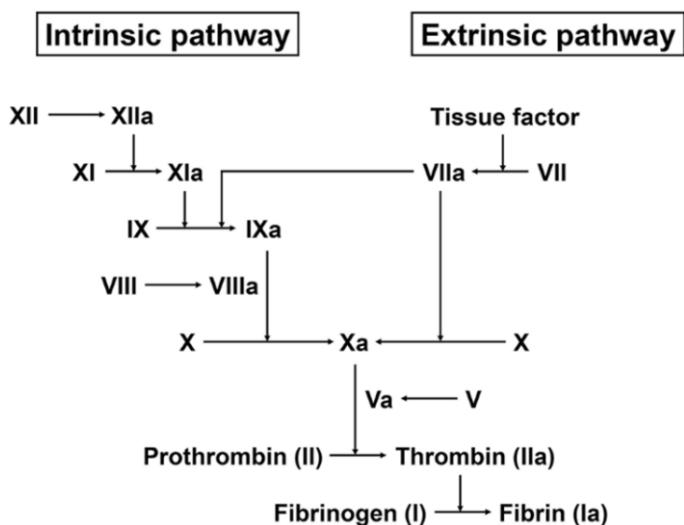 Intrinsic pathway Extrinsic pathway
XII XIIa Tissue factor
XI XIa VIIa VII
IX IXa
VIII VIIIa
X Xa X
Va V
Prothrombin (II) Thrombin (IIa)
Fibrinogen (I) Fibrin (Ia)